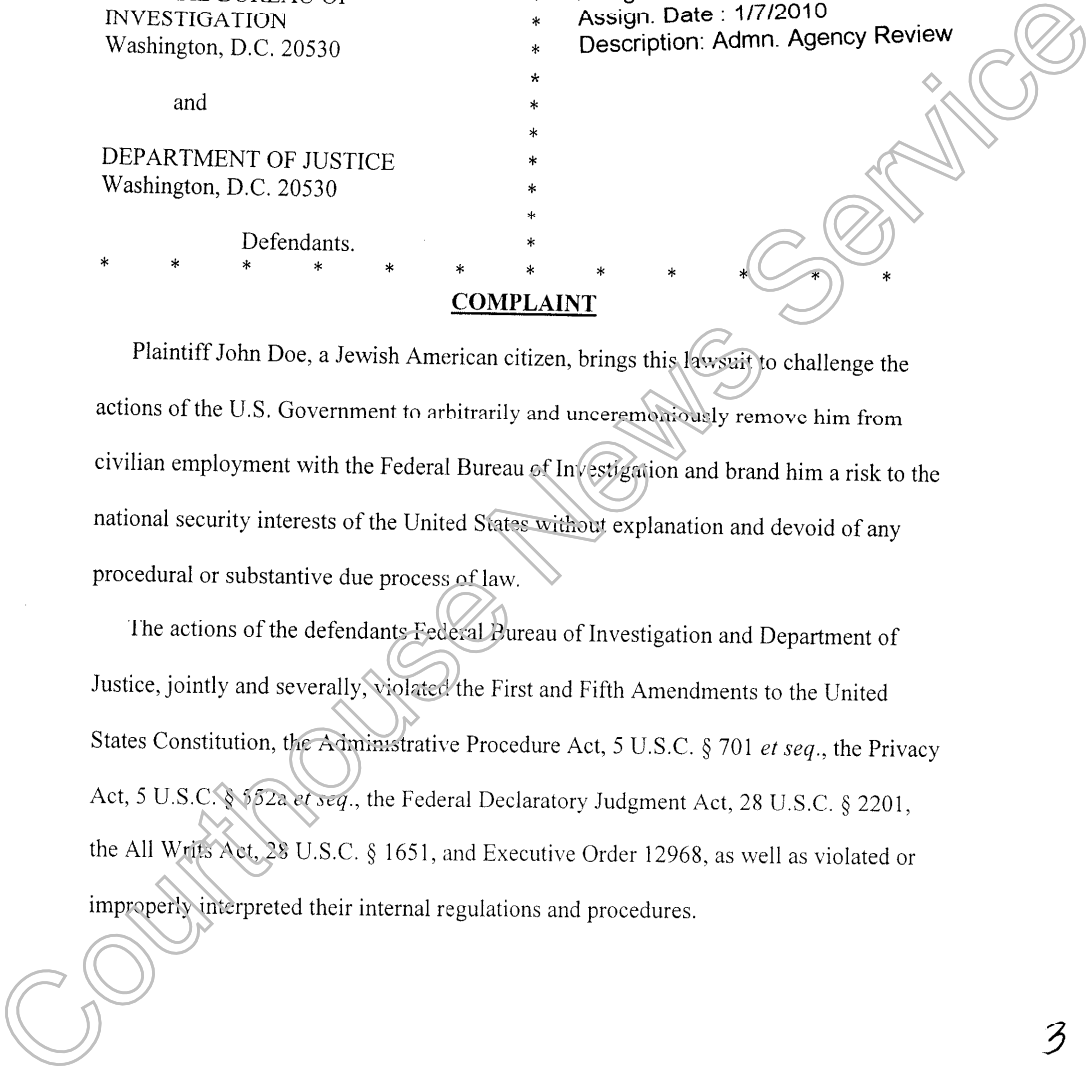 INVESTIGATION
Washington, D.C. 20530
and
DEPARTMENT OF JUSTICE
Washington, D.C. 20530
Defendants.
*
*
*
*
*
*
*
*
*
*
Assign. Date : 1/7/2010
Description: Admn. Agency Review
* * * * * * * * * * * *
COMPLAINT
Plaintiff John Doe, a Jewish American citizen, brings this lawsuit to challenge the
actions of the U.S. Government to arbitrarily and unceremoniously remove him from
civilian employment with the Federal Bureau of Investigation and brand him a risk to the
national security interests of the United States without explanation and devoid of any
procedural or substantive due process of law.
The actions of the defendants Federal Bureau of Investigation and Department of
Justice, jointly and severally, violated the First and Fifth Amendments to the United
States Constitution, the Administrative Procedure Act, 5 U.S.C. § 701 et seq., the Privacy
Act, 5 U.S.C. § 552a et seq., the Federal Declaratory Judgment Act, 28 U.S.C. § 2201,
the All Writs Act, 28 U.S.C. § 1651, and Executive Order 12968, as well as violated or
improperly interpreted their internal regulations and procedures.
3
Courthouse News Service